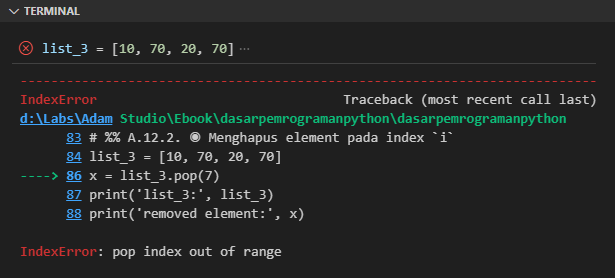 TERMINAL
list_3 = [10, 70, 20, 70] ···
---------------------------------------------------------------------------
IndexError                                Traceback (most recent call last)
d:\Labs\Adam Studio\Ebook\dasarpemrogramanpython\dasarpemrogramanpython
      83 # %% A.12.2. ◉ Menghapus element pada index `i`
      84 list_3 = [10, 70, 20, 70]
----> 86 x = list_3.pop(7)
      87 print('list_3:', list_3)
      88 print('removed element:', x)
IndexError: pop index out of range